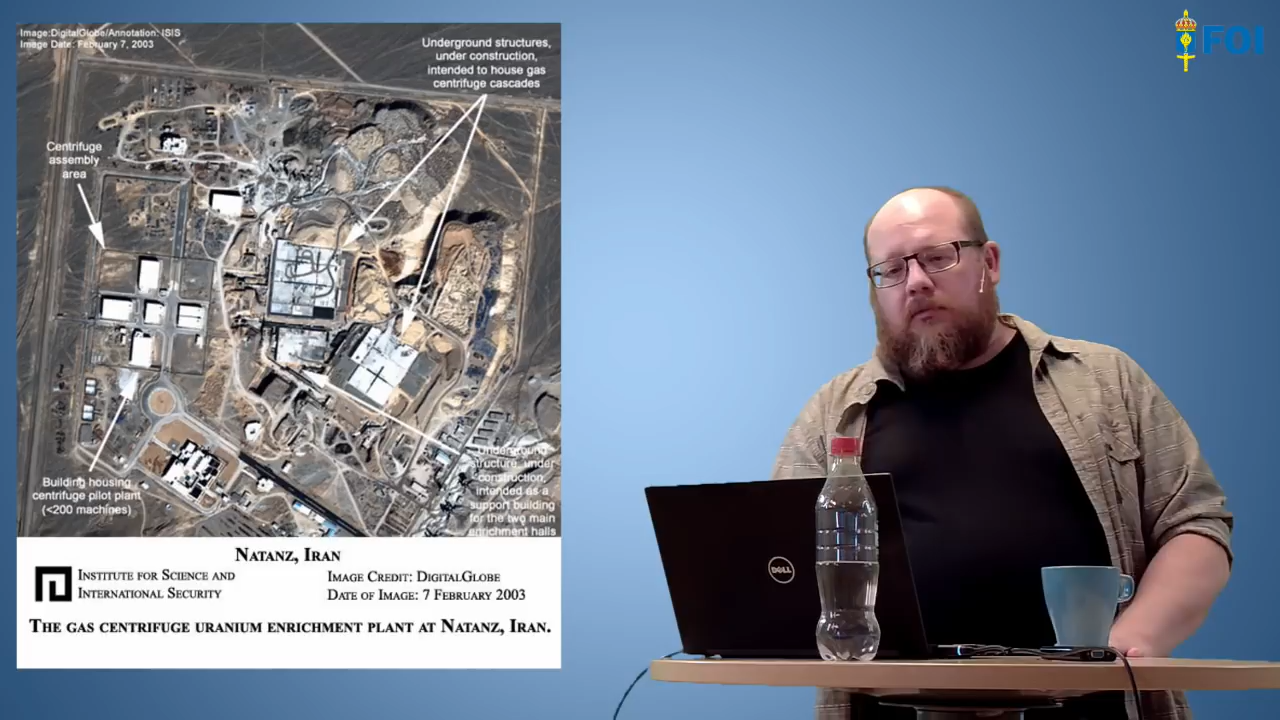 Image:DigitalGlobe/Annotation: ISIS
Image Date: February 7, 2003
Underground structures,
under construction,
intended to house gas
centrifuge cascades
Centrifuge
assembly
area
Building housing
centrifuge pilot plant
(<200 machines)
Underground
structure, under
construction,
intended as a
support building
for the two main
enrichment halls
Natanz, Iran
Institute for Science and
International Security
Image Credit: DigitalGlobe
Date of Image: 7 February 2003
The gas centrifuge uranium enrichment plant at Natanz, Iran.
FOI
DELL